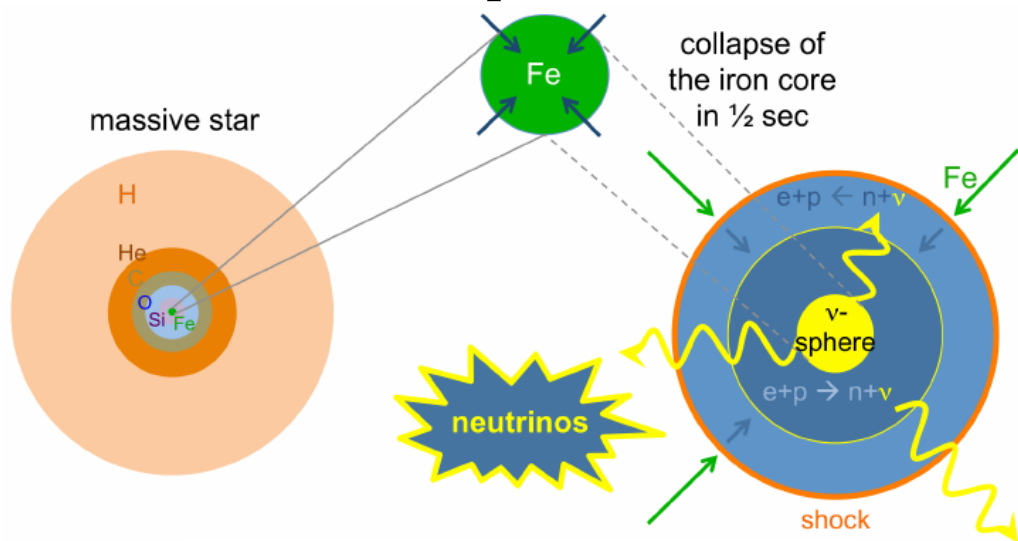 massive star
H
He
C
O
Si
Fe
Fe
collapse of
the iron core
in ½ sec
Fe
e+p ← n+ν
ν-
sphere
e+p → n+ν
neutrinos
shock